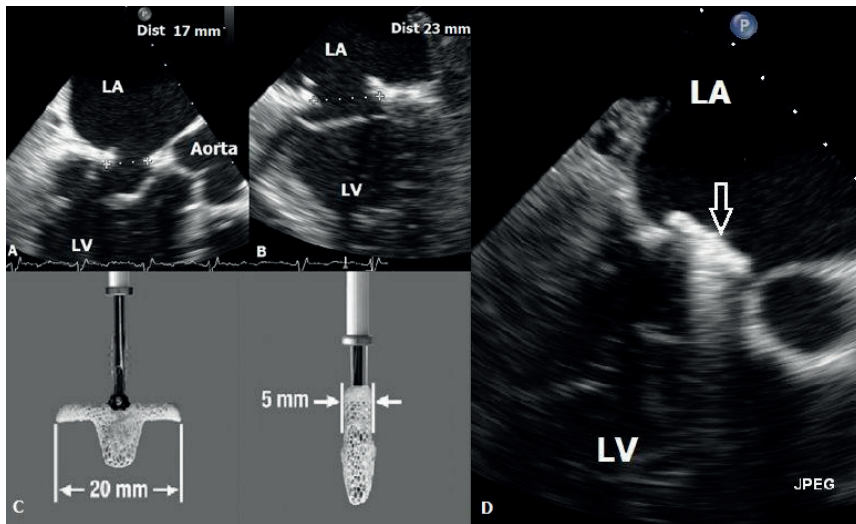 P
Dist 17 mm
LA
Aorta
LV
A
Dist 23 mm
LA
LV
B
P
LA
LV
JPEG
D
20 mm
C
5 mm